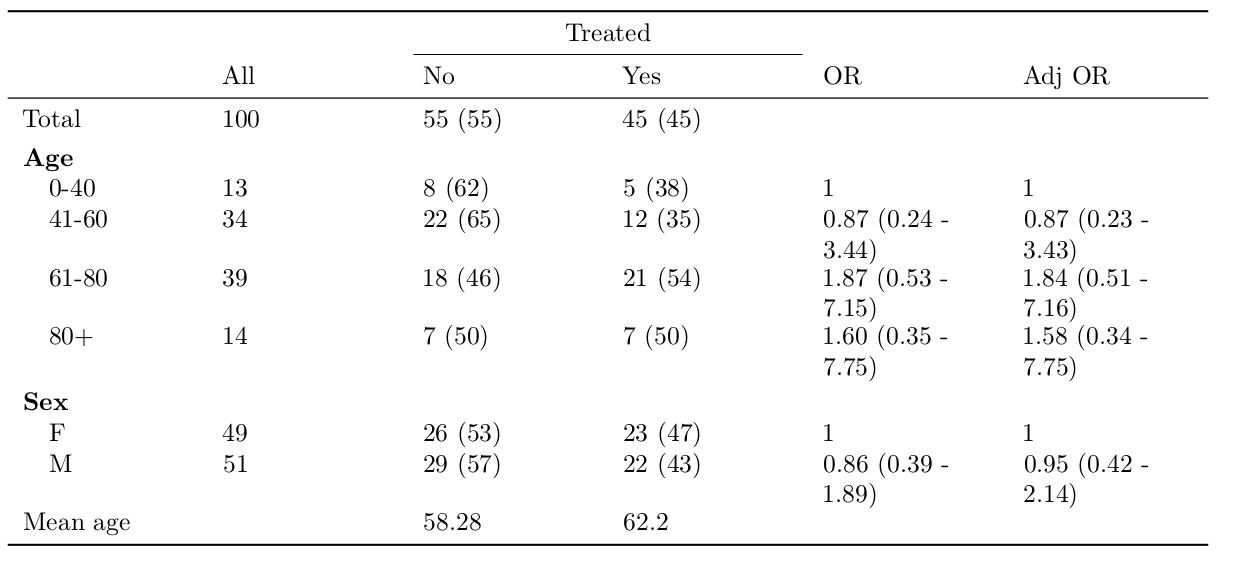 Treated
All No Yes OR Adj OR
Total 100 55 (55) 45 (45)
Age
0-40 13 8 (62) 5 (38) 1 1
41-60 34 22 (65) 12 (35) 0.87 (0.24 - 0.87 (0.23 -
3.44) 3.43)
61-80 39 18 (46) 21 (54) 1.87 (0.53 - 1.84 (0.51 -
7.15) 7.16)
80+ 14 7 (50) 7 (50) 1.60 (0.35 - 1.58 (0.34 -
7.75) 7.75)
Sex
F 49 26 (53) 23 (47) 1 1
M 51 29 (57) 22 (43) 0.86 (0.39 - 0.95 (0.42 -
1.89) 2.14)
Mean age 58.28 62.2